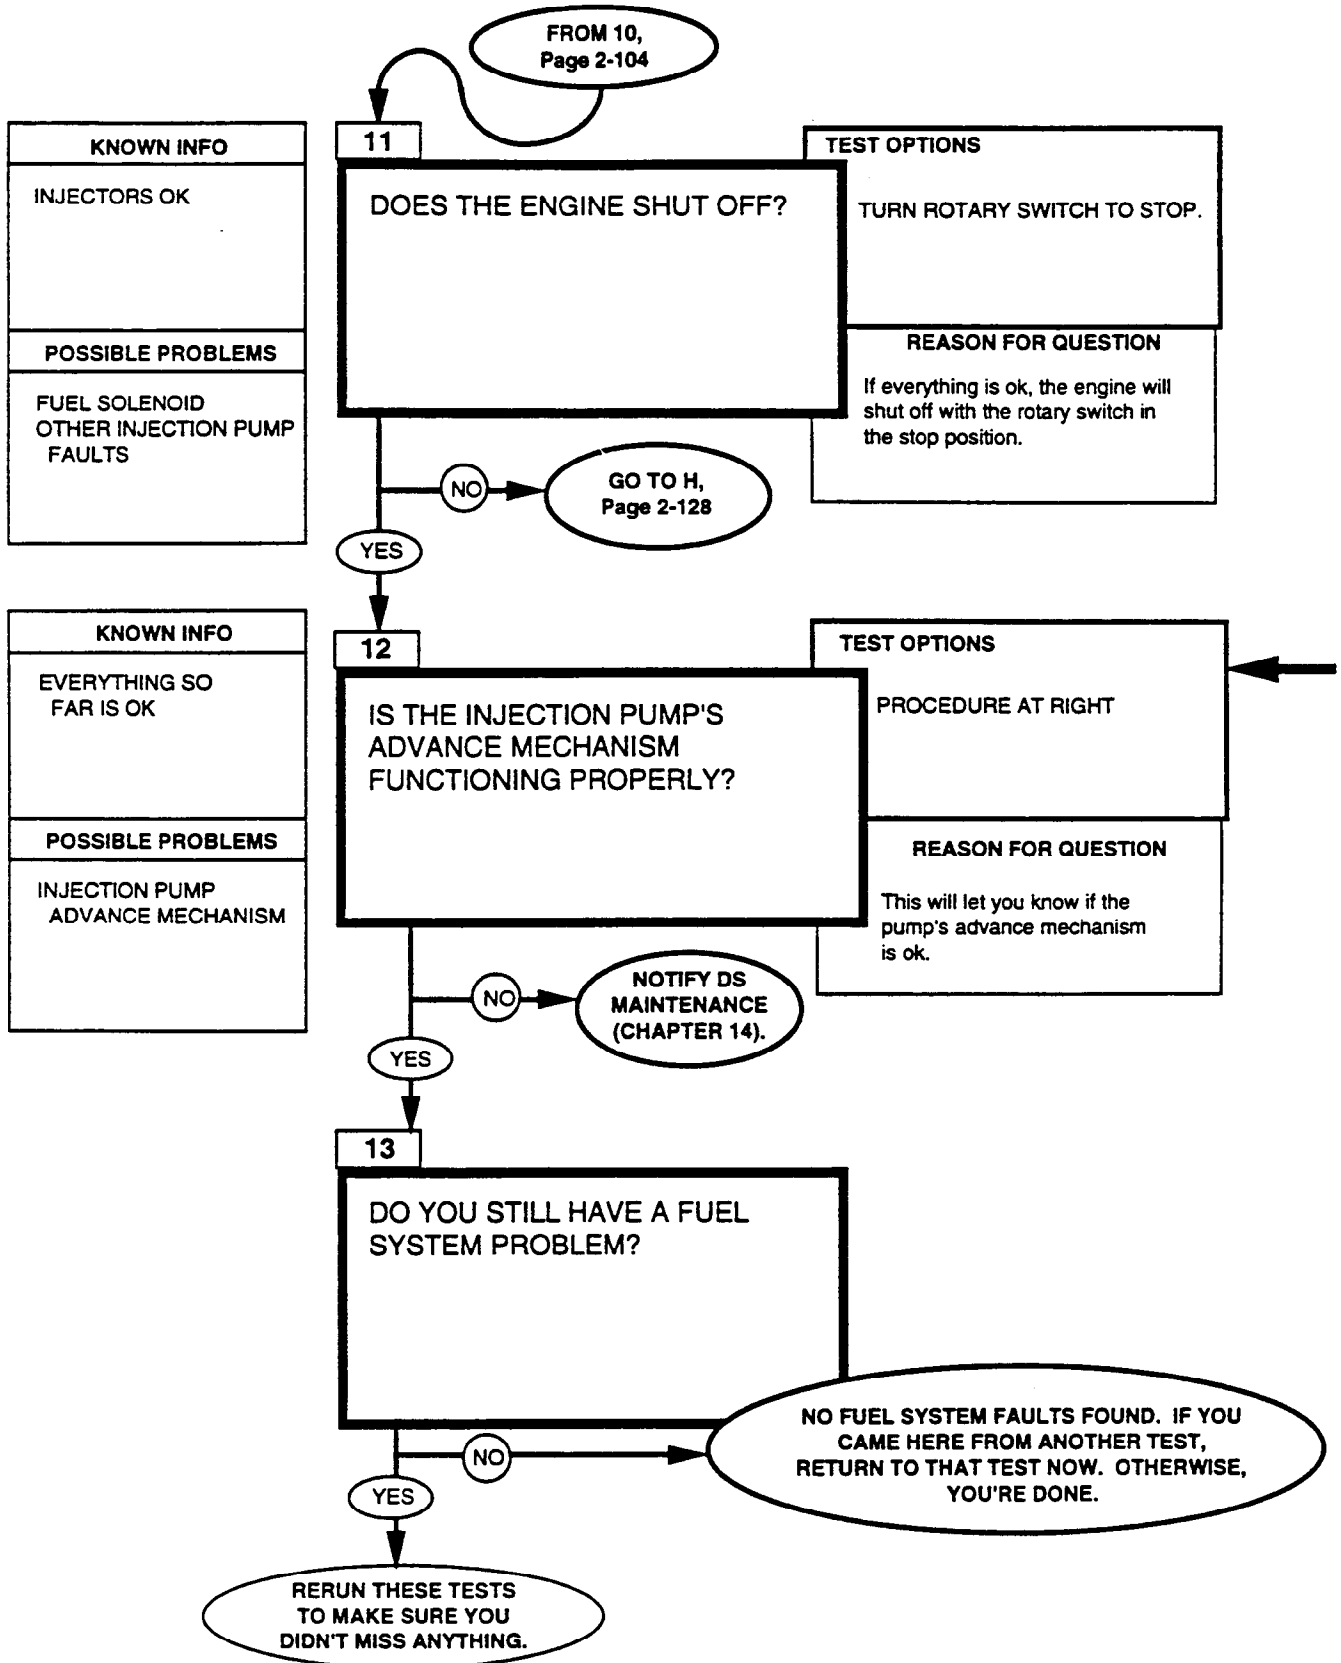 FROM 10,
Page 2-104
11
KNOWN INFO
INJECTORS OK
POSSIBLE PROBLEMS
FUEL SOLENOID
OTHER INJECTION PUMP
FAULTS
DOES THE ENGINE SHUT OFF?
TEST OPTIONS
TURN ROTARY SWITCH TO STOP.
REASON FOR QUESTION
If everything is ok, the engine will
shut off with the rotary switch in
the stop position.
NO
GO TO H,
Page 2-128
YES
12
KNOWN INFO
EVERYTHING SO
FAR IS OK
POSSIBLE PROBLEMS
INJECTION PUMP
ADVANCE MECHANISM
IS THE INJECTION PUMP'S
ADVANCE MECHANISM
FUNCTIONING PROPERLY?
TEST OPTIONS
PROCEDURE AT RIGHT
REASON FOR QUESTION
This will let you know if the
pump's advance mechanism
is ok.
NO
NOTIFY DS
MAINTENANCE
(CHAPTER 14).
YES
13
DO YOU STILL HAVE A FUEL
SYSTEM PROBLEM?
NO
NO FUEL SYSTEM FAULTS FOUND. IF YOU
CAME HERE FROM ANOTHER TEST,
RETURN TO THAT TEST NOW. OTHERWISE,
YOU'RE DONE.
YES
RERUN THESE TESTS
TO MAKE SURE YOU
DIDN'T MISS ANYTHING.